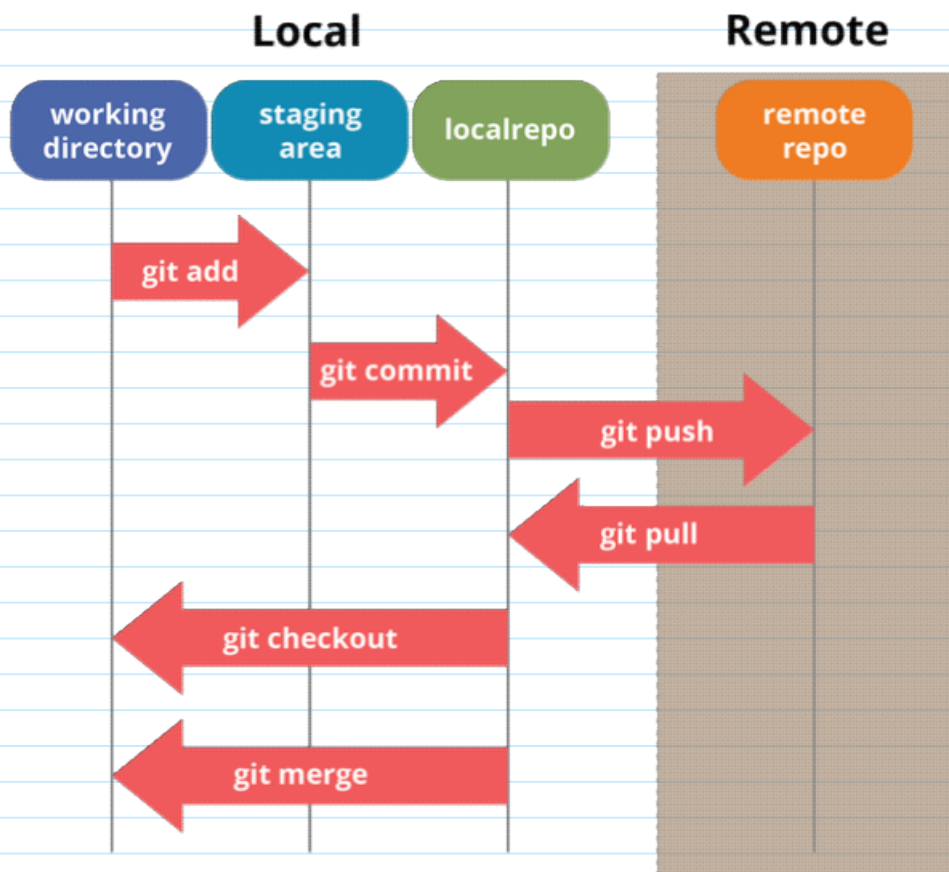 Local
Remote
working
directory
staging
area
localrepo
remote
repo
git add
git commit
git push
git pull
git checkout
git merge